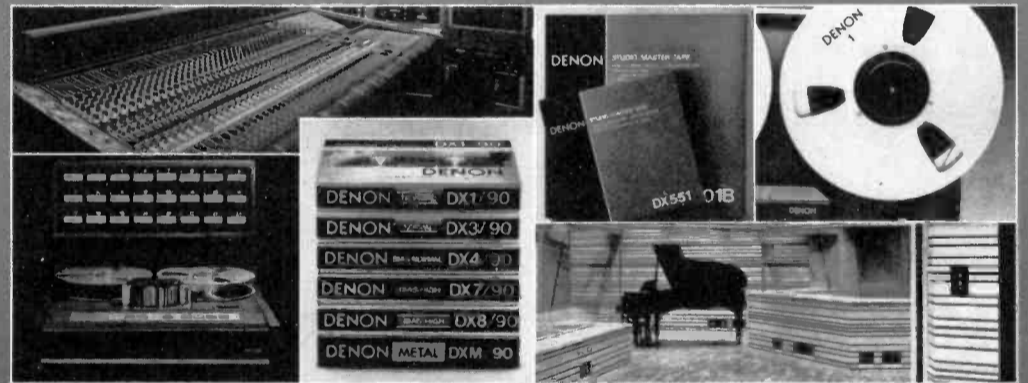 DENON
1
DENON STUDIO MASTER TAPE
DENON
DX551 01B
DENON
DX1 90
DENON
DENON DX1/90
DENON DX3/90
DENON DX4/90
DENON DX7/90
DENON DX8/90
DENON METAL DXM 90